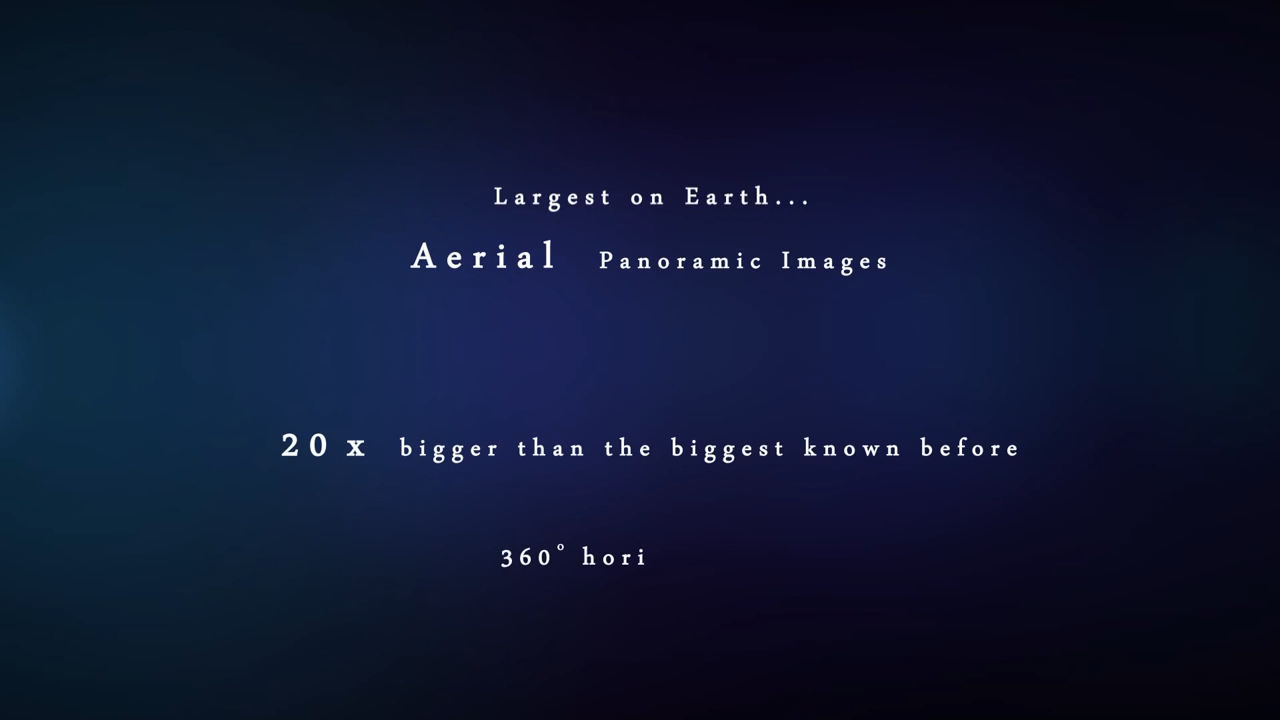 Largest on Earth...
Aerial Panoramic Images
20 x bigger than the biggest known before
360° hori